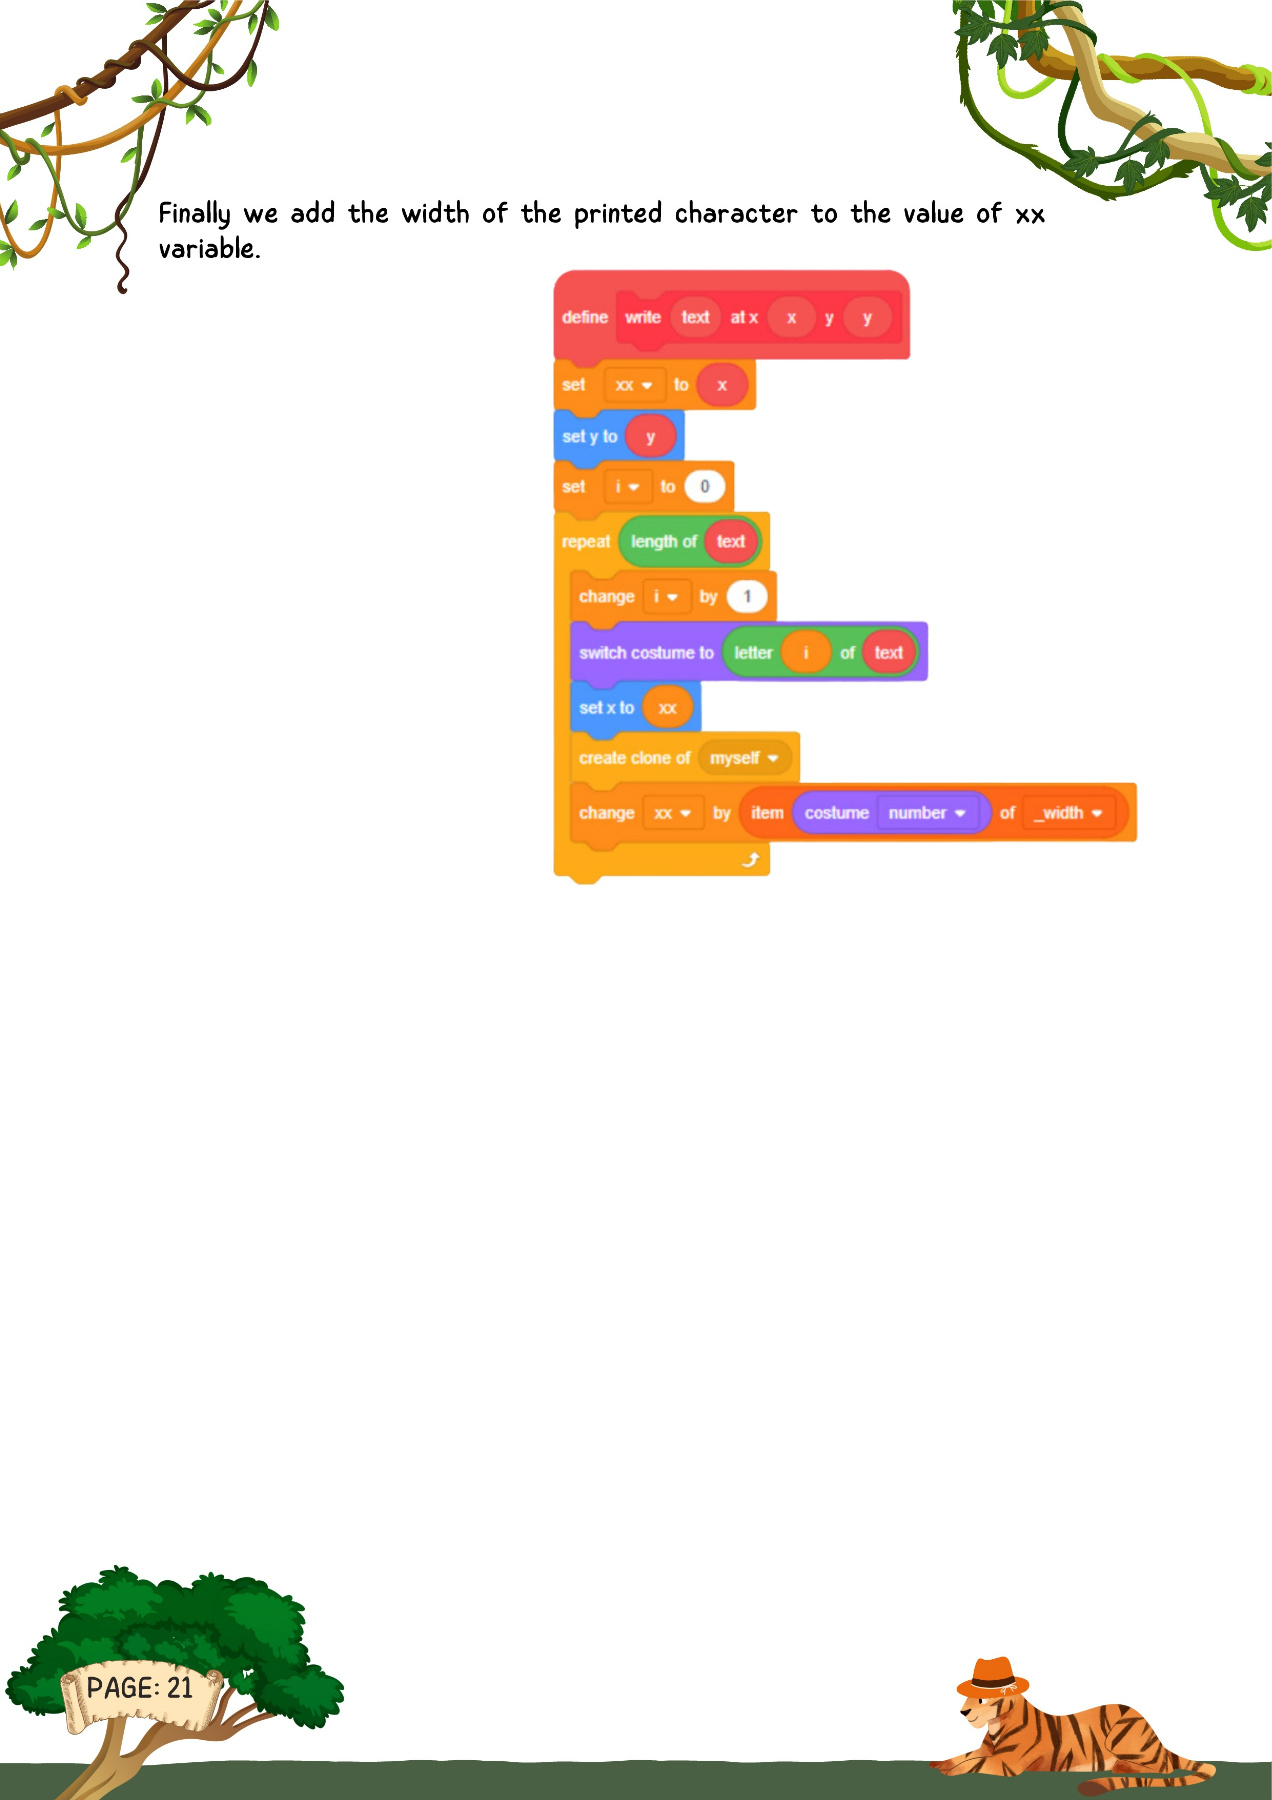 Finally we add the width of the printed character to the value of xx
variable.
define write text at x x y y
set xx to x
set y to y
set i to 0
repeat length of text
change i by 1
switch costume to letter i of text
set x to xx
create clone of myself
change xx by item costume number of _width
PAGE: 21